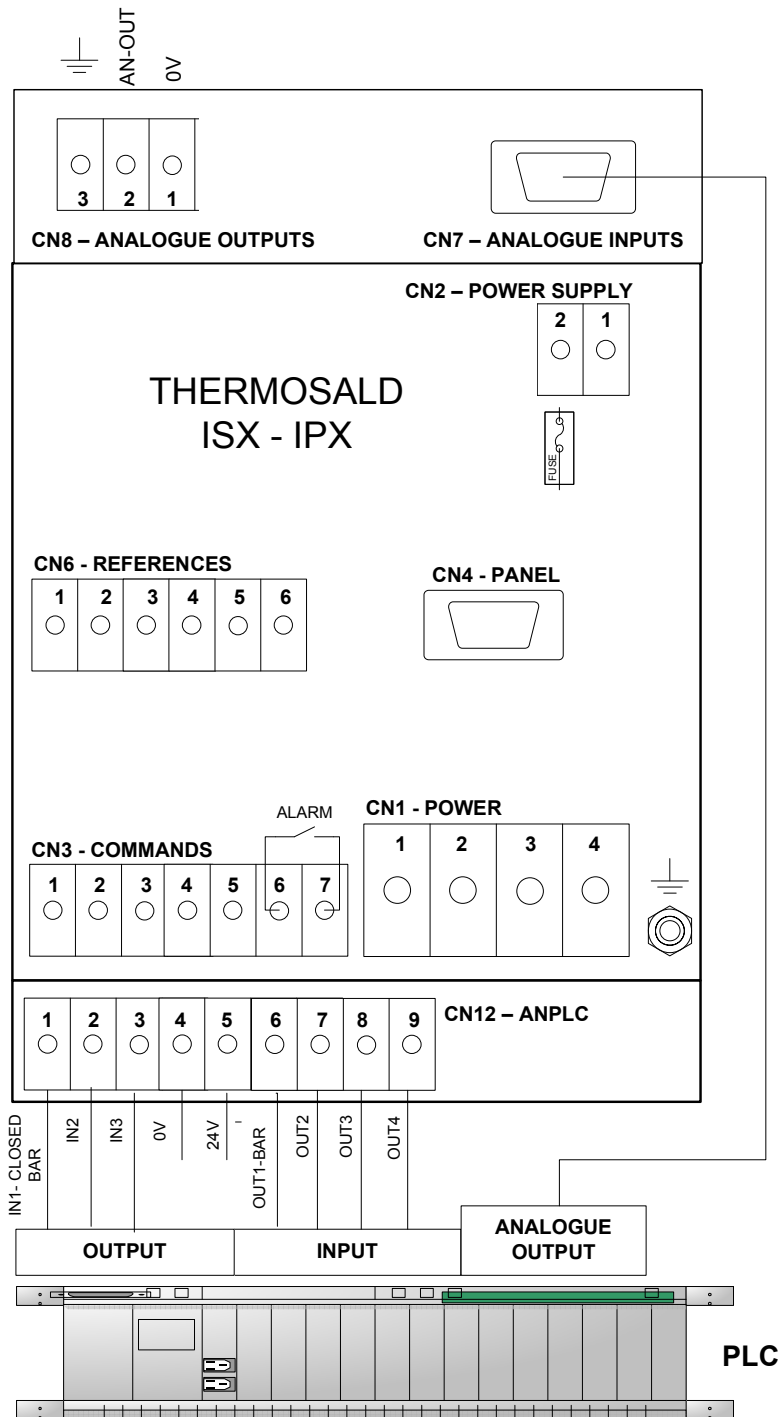 AN-OUT
0V
3 2 1
CN8 – ANALOGUE OUTPUTS
CN7 – ANALOGUE INPUTS
CN2 – POWER SUPPLY
2 1
THERMOSALD
ISX - IPX
FUSE
CN6 - REFERENCES
1 2 3 4 5 6
CN4 - PANEL
ALARM
CN1 - POWER
1 2 3 4
CN3 - COMMANDS
1 2 3 4 5 6 7
CN12 – ANPLC
1 2 3 4 5 6 7 8 9
IN1- CLOSED
BAR
IN2
IN3
0V
24V
OUT1-BAR
OUT2
OUT3
OUT4
OUTPUT
INPUT
ANALOGUE
OUTPUT
PLC